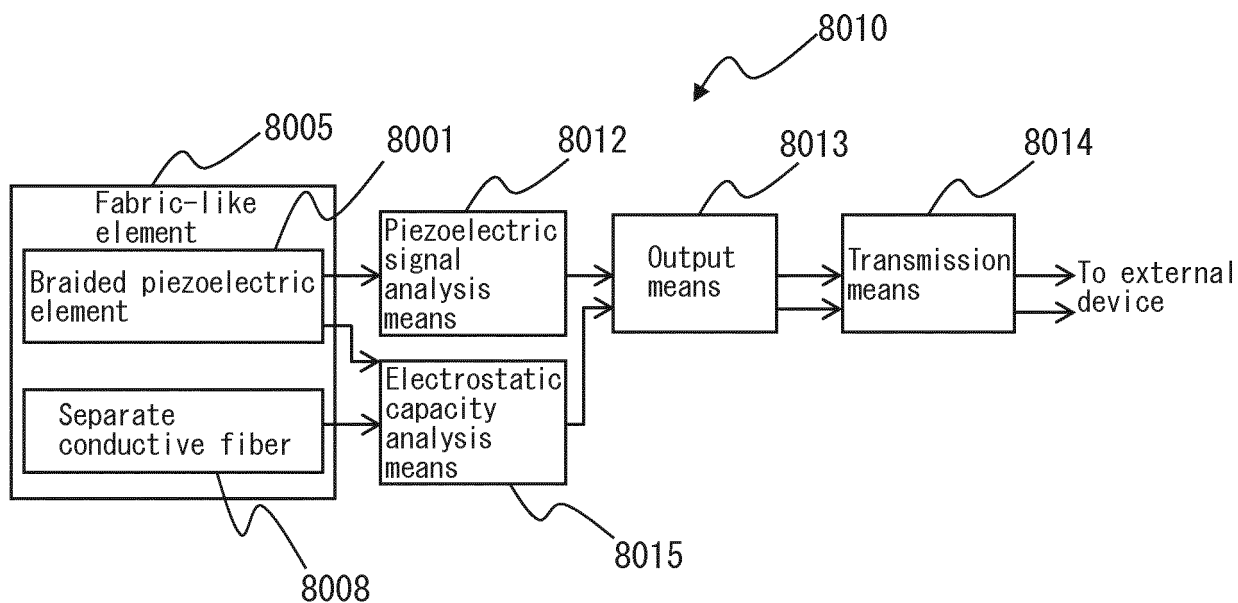 8010
8005
8001
8012
8013
8014
Fabric-like
element
Braided piezoelectric
element
Piezoelectric
signal
analysis
means
Output
means
Transmission
means
To external
device
Separate
conductive fiber
Electrostatic
capacity
analysis
means
8008
8015